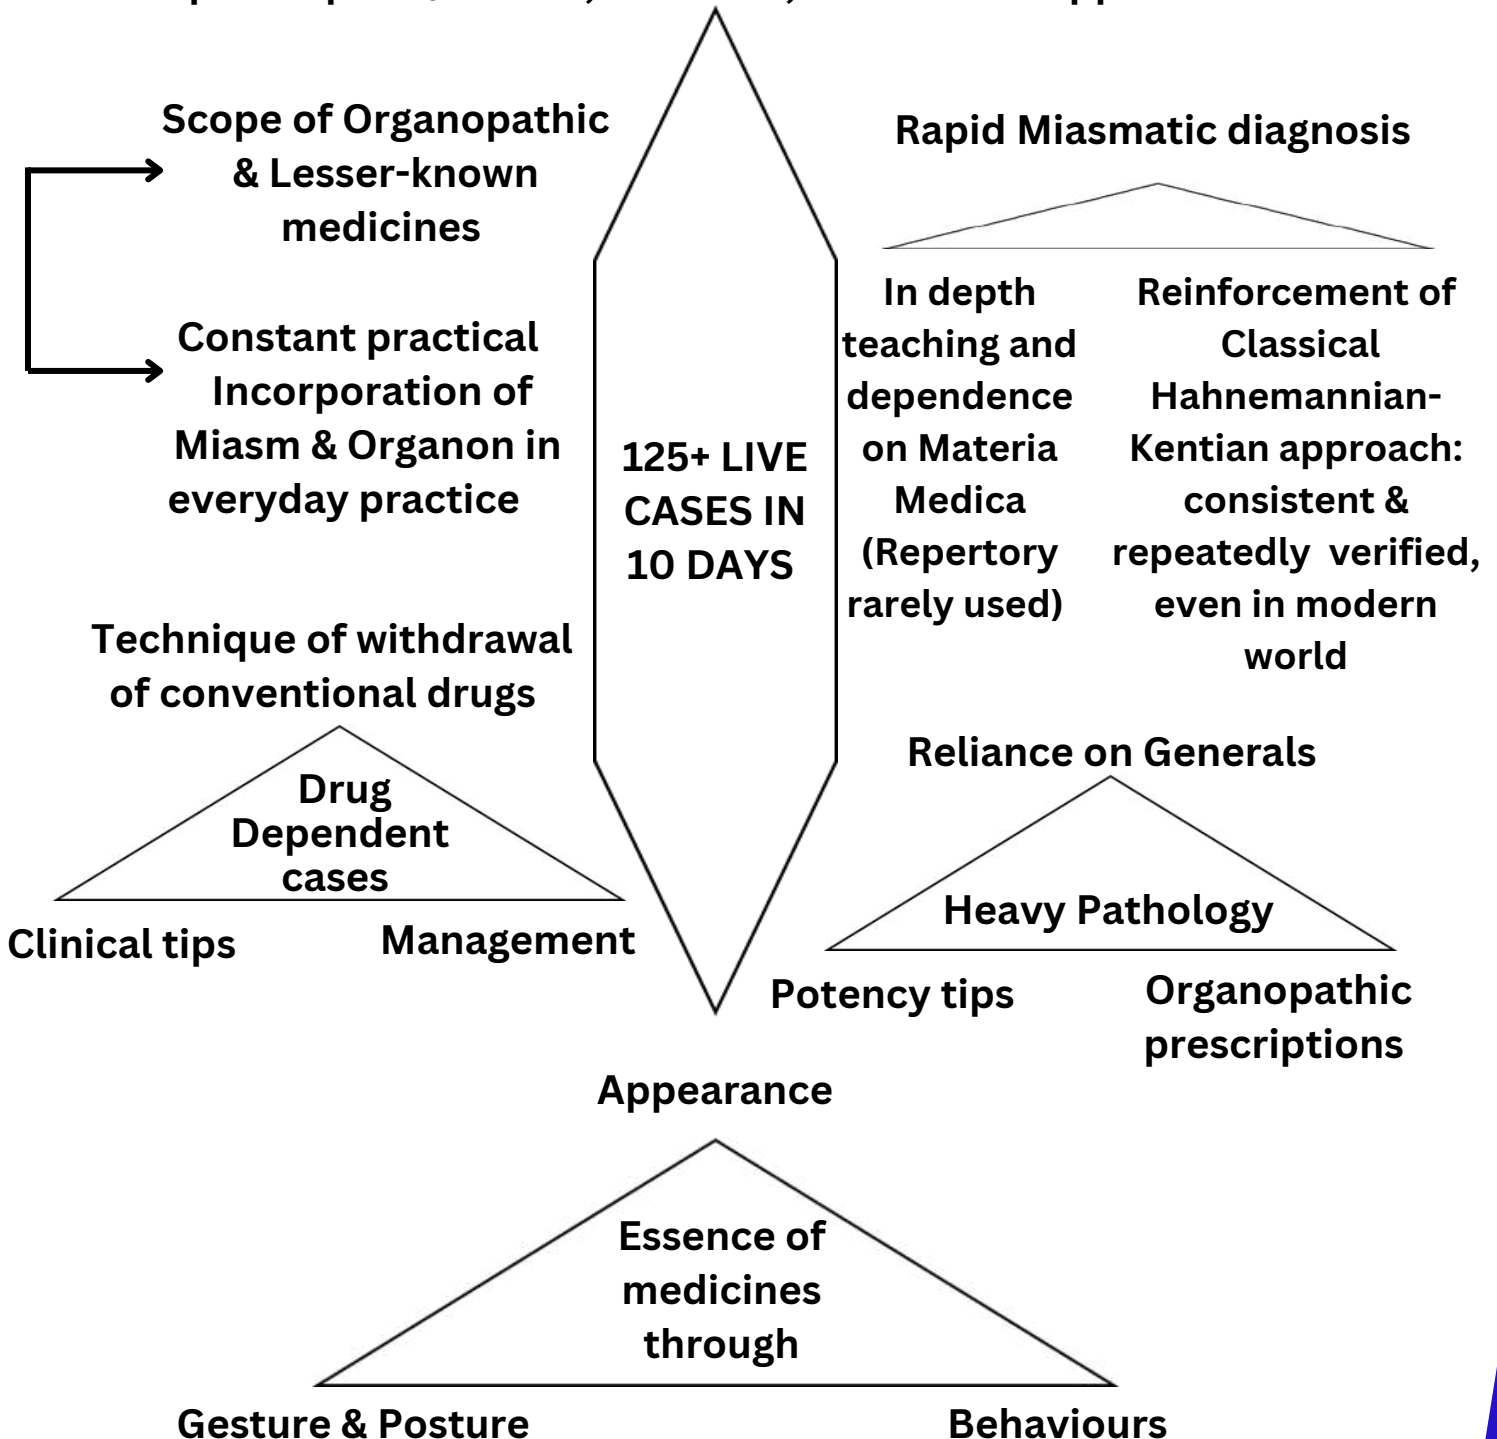 Scope of Organopathic
& Lesser-known
medicines
Constant practical
Incorporation of
Miasm & Organon in
everyday practice
Technique of withdrawal
of conventional drugs
Drug
Dependent
cases
Clinical tips
Management
125+ LIVE
CASES IN
10 DAYS
Rapid Miasmatic diagnosis
In depth
teaching and
dependence
on Materia
Medica
(Repertory
rarely used)
Reinforcement of
Classical
Hahnemannian-
Kentian approach:
consistent &
repeatedly verified,
even in modern
world
Reliance on Generals
Heavy Pathology
Potency tips
Organopathic
prescriptions
Appearance
Essence of
medicines
through
Gesture & Posture
Behaviours